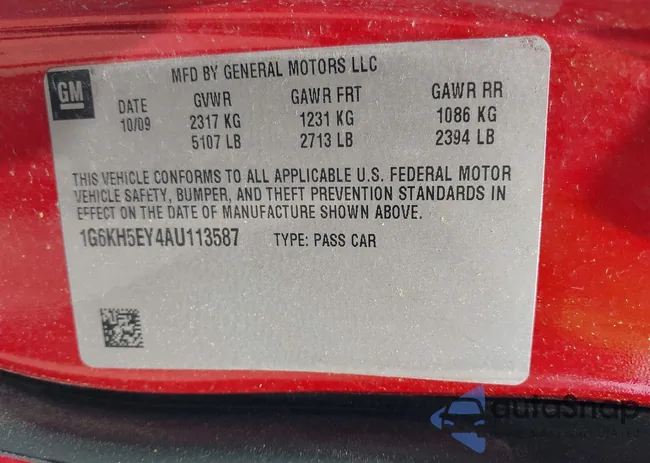 GM
MFD BY GENERAL MOTORS LLC
DATE GVWR GAWR FRT GAWR RR
10/09 2317 KG 1231 KG 1086 KG
5107 LB 2713 LB 2394 LB
THIS VEHICLE CONFORMS TO ALL APPLICABLE U.S. FEDERAL MOTOR
VEHICLE SAFETY, BUMPER, AND THEFT PREVENTION STANDARDS IN
EFFECT ON THE DATE OF MANUFACTURE SHOWN ABOVE.
1G6KH5EY4AU113587 TYPE: PASS CAR
autoSnap